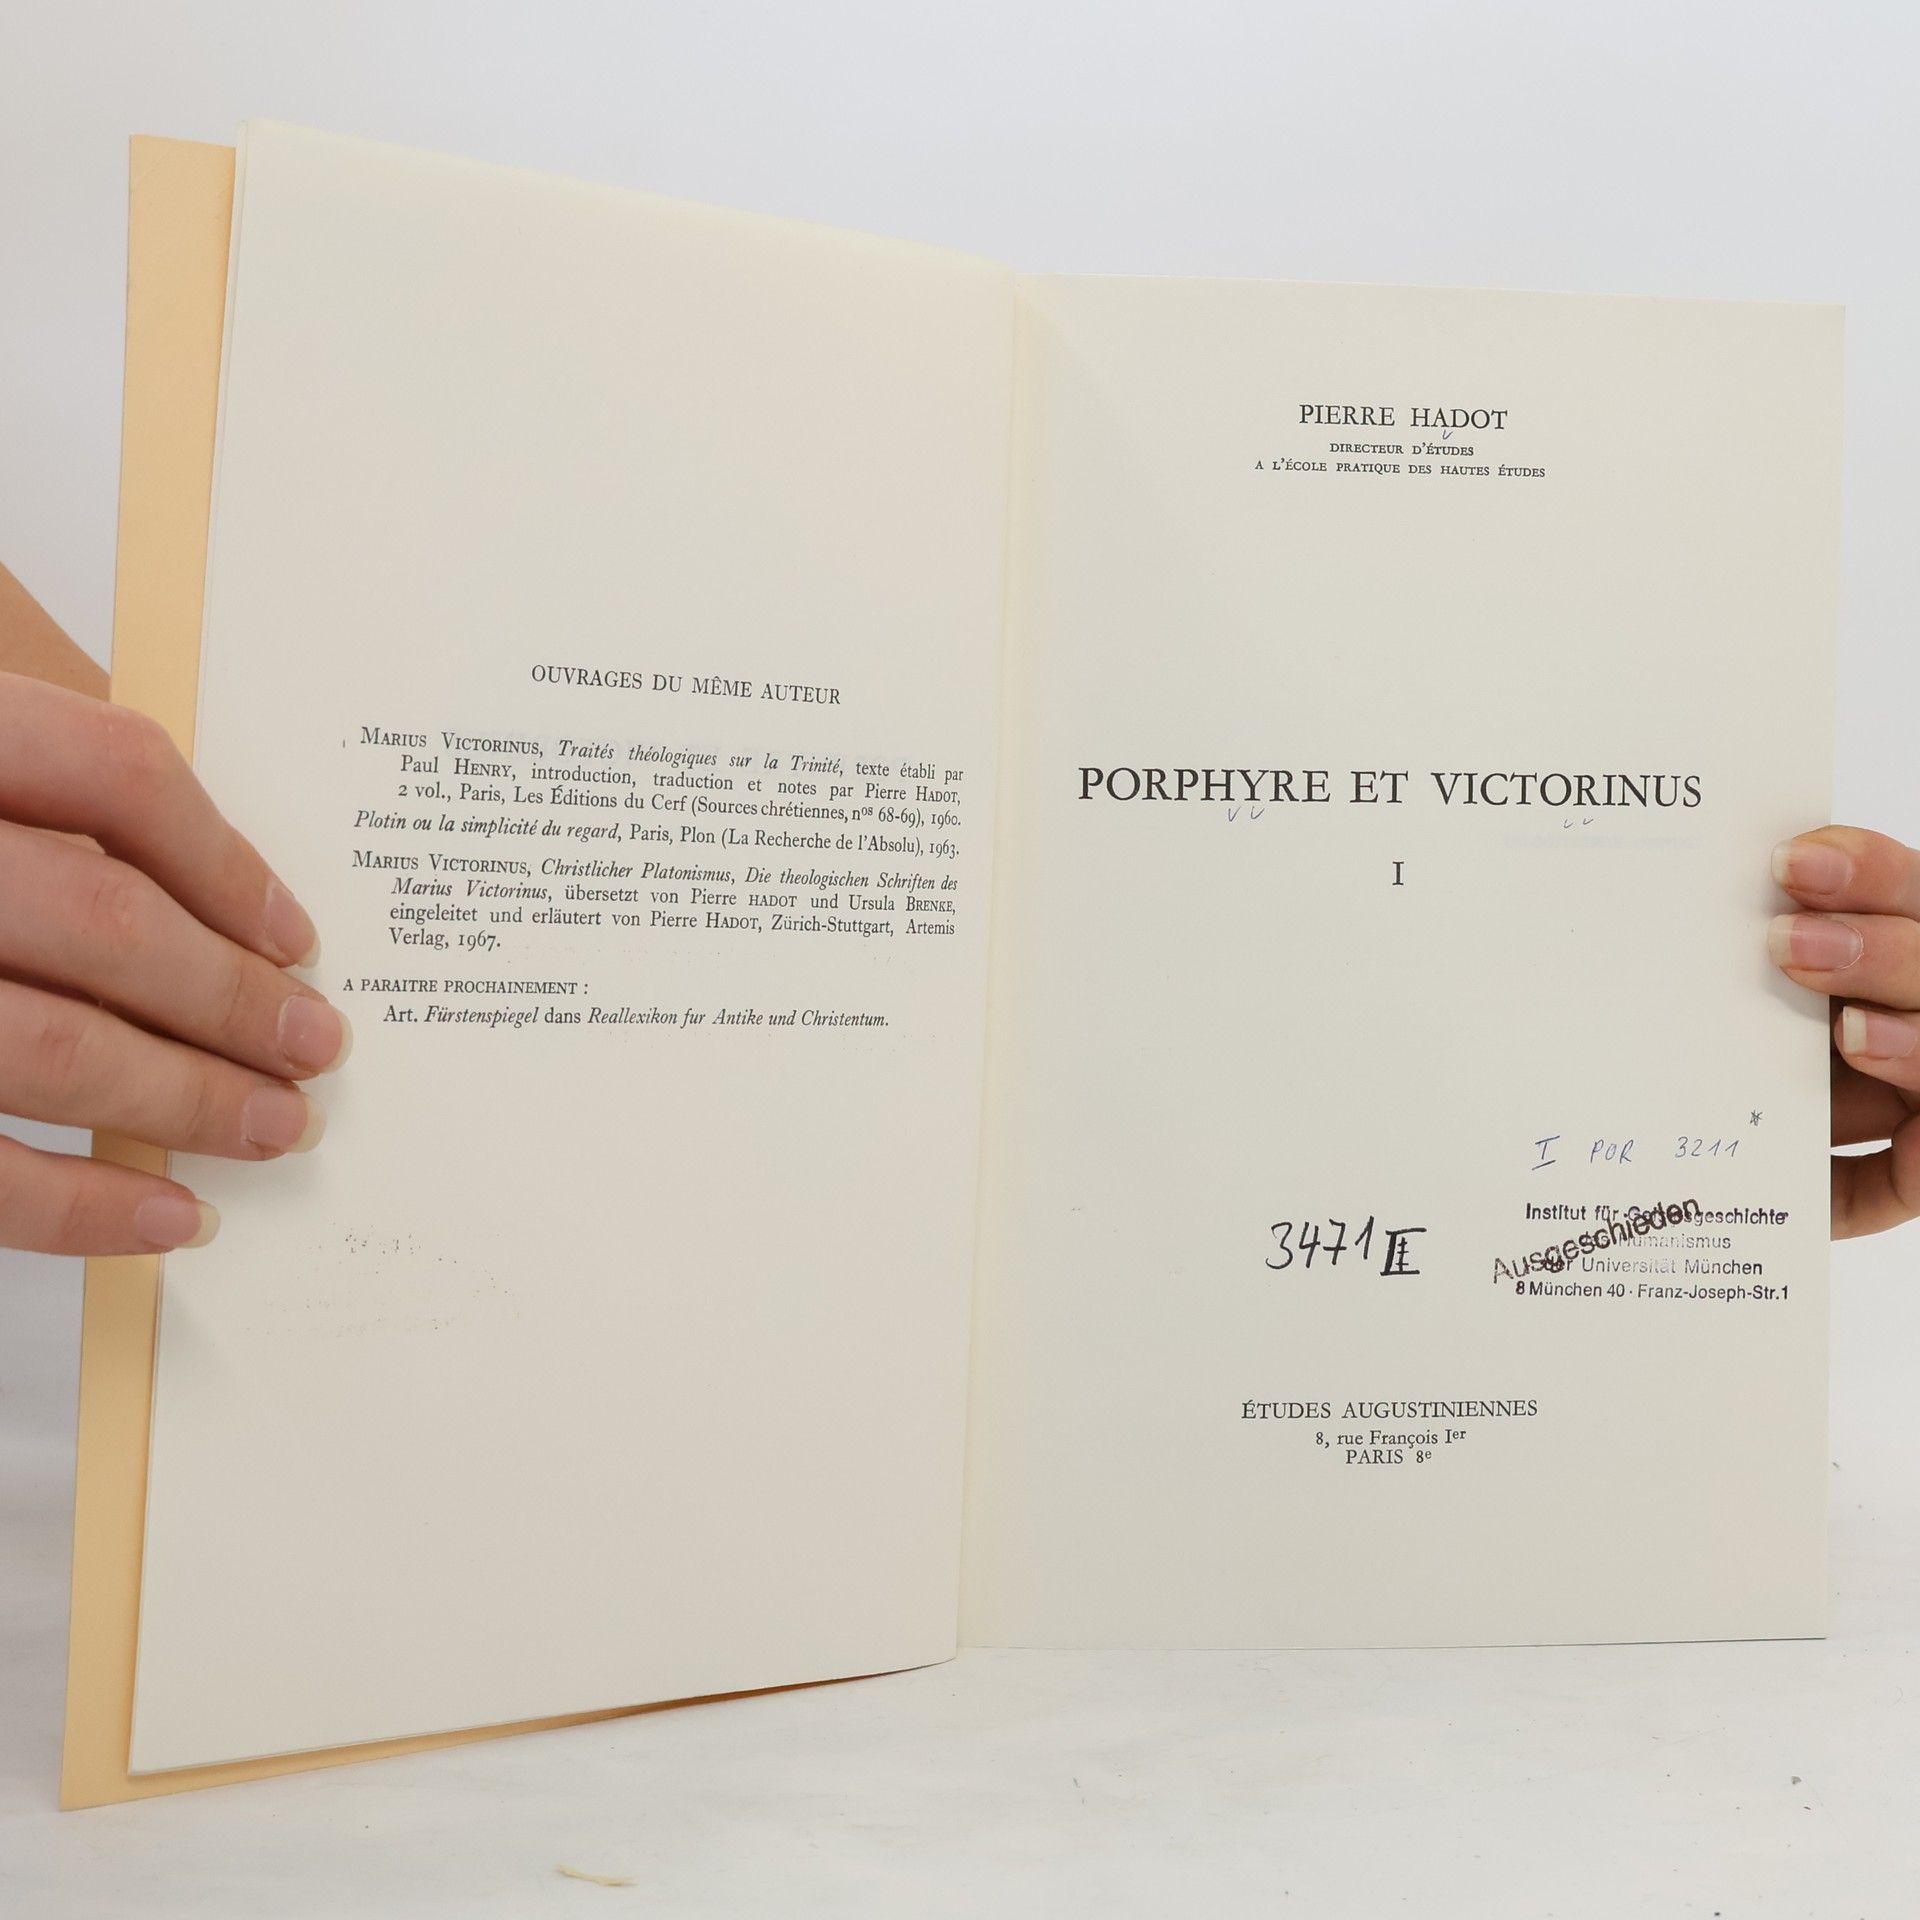 OUVRAGES DU MÊME AUTEUR
MARIUS VICTORINUS, Traités théologiques sur la Trinité, texte établi par
Paul HENRY, introduction, traduction et notes par Pierre HADOT,
2 vol., Paris, Les Éditions du Cerf (Sources chrétiennes, nos 68-69), 1960.
Plotin ou la simplicité du regard, Paris, Plon (La Recherche de l'Absolu), 1963.
MARIUS VICTORINUS, Christlicher Platonismus, Die theologischen Schriften des
Marius Victorinus, übersetzt von Pierre HADOT und Ursula BRENKE,
eingeleitet und erläutert von Pierre HADOT, Zürich-Stuttgart, Artemis
Verlag, 1967.
A PARAITRE PROCHAINEMENT :
Art. Fürstenspiegel dans Reallexikon fur Antike und Christentum.
PIERRE HADOT
DIRECTEUR D'ÉTUDES
A L'ÉCOLE PRATIQUE DES HAUTES ÉTUDES
PORPHYRE ET VICTORINUS
I
I POR 3211 *
3471 II
Institut für Geistesgeschichte
Ausgeschieden
Humanismus
der Universität München
8 München 40 · Franz-Joseph-Str. 1
ÉTUDES AUGUSTINIENNES
8, rue François Ier
PARIS 8e